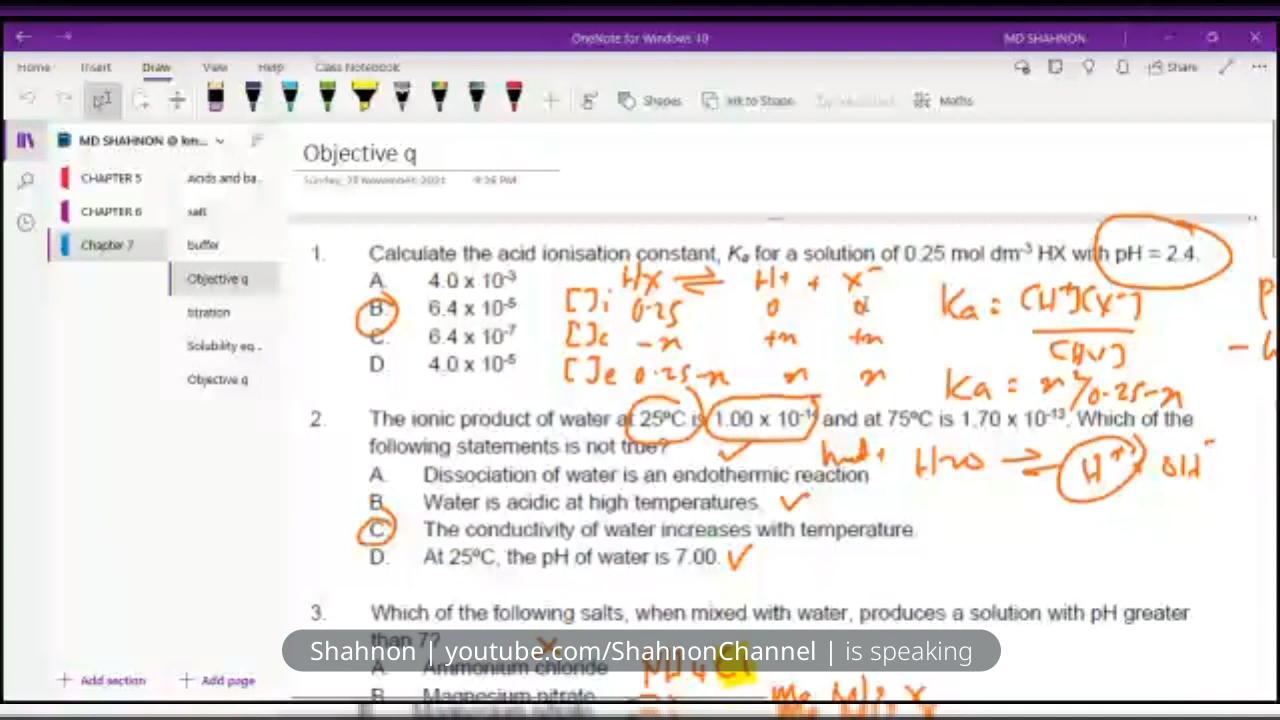 OneNote for Windows 10
MD SHAHNON
Home Insert Draw View Help Class Notebook
Share
Shapes Ink to Shape Maths
MD SHAHNON @ km...
CHAPTER 5
CHAPTER 6
Chapter 7
Acids and ba...
salt
buffer
Objective q
titration
Solubility eq...
Objective q
Add section
Add page
Objective q
Sunday, 28 November 2021 9:26 PM
1. Calculate the acid ionisation constant, Ka for a solution of 0.25 mol dm⁻³ HX with pH = 2.4.
A. 4.0 x 10⁻³
B. 6.4 x 10⁻⁵
C. 6.4 x 10⁻⁷
D. 4.0 x 10⁻⁵
HX ⇌ H+ + X⁻
[ ]i 0.25 0 0
[ ]c -x +x +x
[ ]e 0.25-x x x
Ka = x²/0.25-x
2. The ionic product of water at 25ºC is 1.00 x 10⁻¹⁴ and at 75ºC is 1.70 x 10⁻¹³. Which of the
following statements is not true?
A. Dissociation of water is an endothermic reaction
B. Water is acidic at high temperatures.
C. The conductivity of water increases with temperature.
D. At 25ºC, the pH of water is 7.00.
heat + H2O ⇌ H+ + OH⁻
3. Which of the following salts, when mixed with water, produces a solution with pH greater
than 7?
A. Ammonium chloride
NH4Cl
B. Magnesium nitrate
Shahnon | youtube.com/ShahnonChannel | is speaking